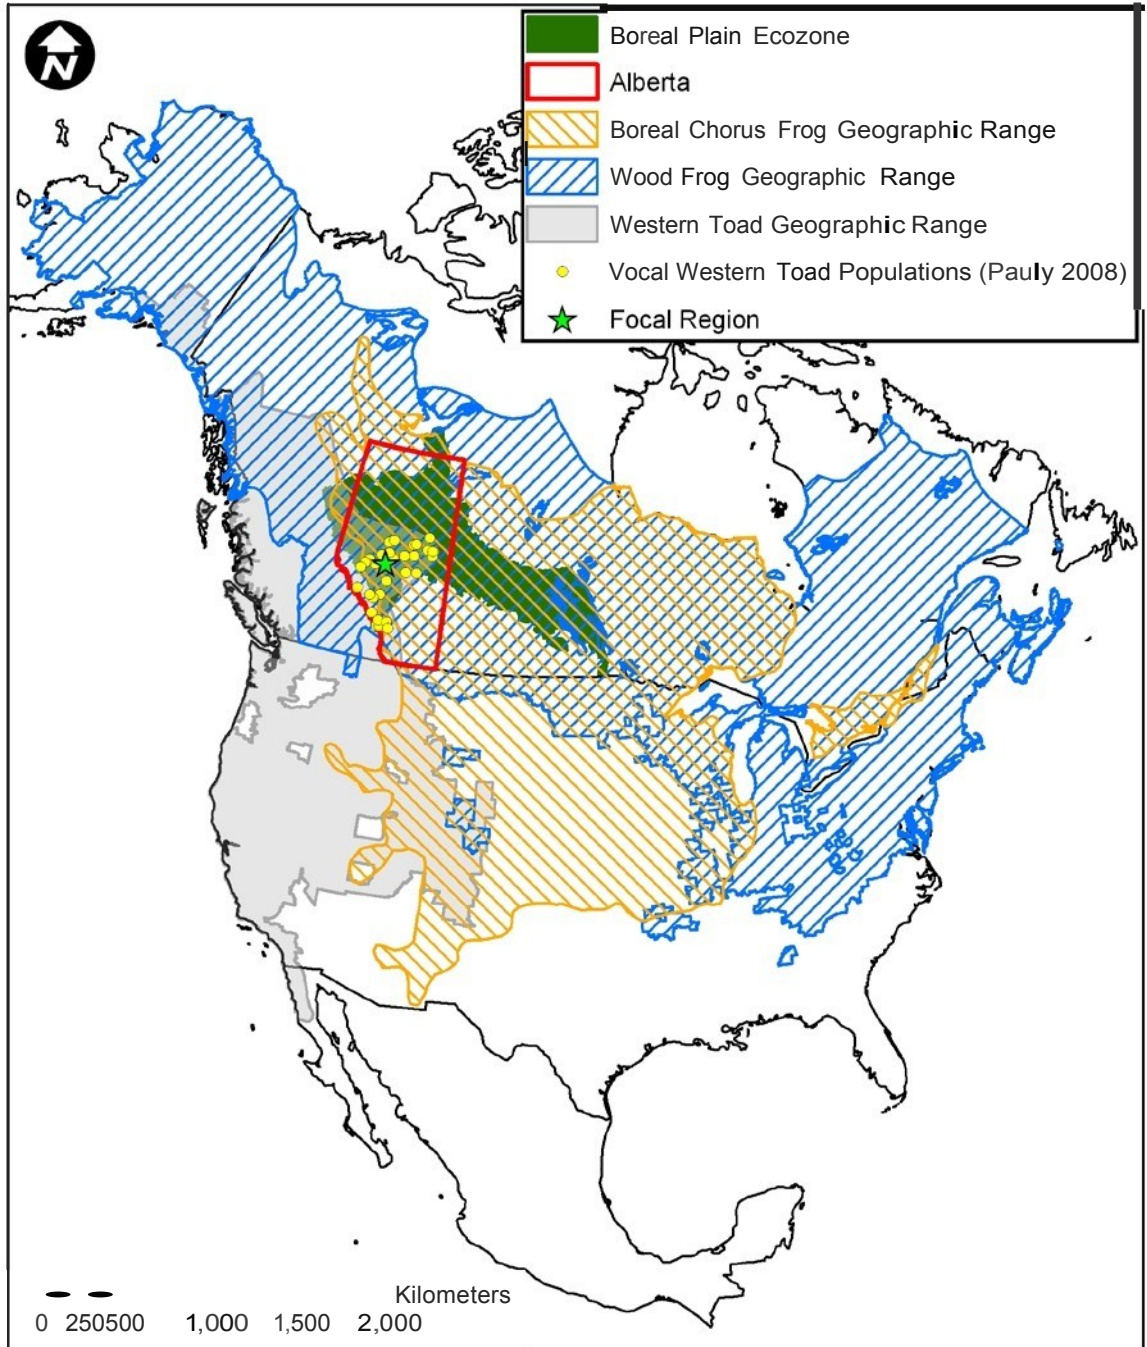 N
Boreal Plain Ecozone
Alberta
Boreal Chorus Frog Geographic Range
Wood Frog Geographic Range
Western Toad Geographic Range
Vocal Western Toad Populations (Pauly 2008)
Focal Region
Kilometers
0 250500 1,000 1,500 2,000